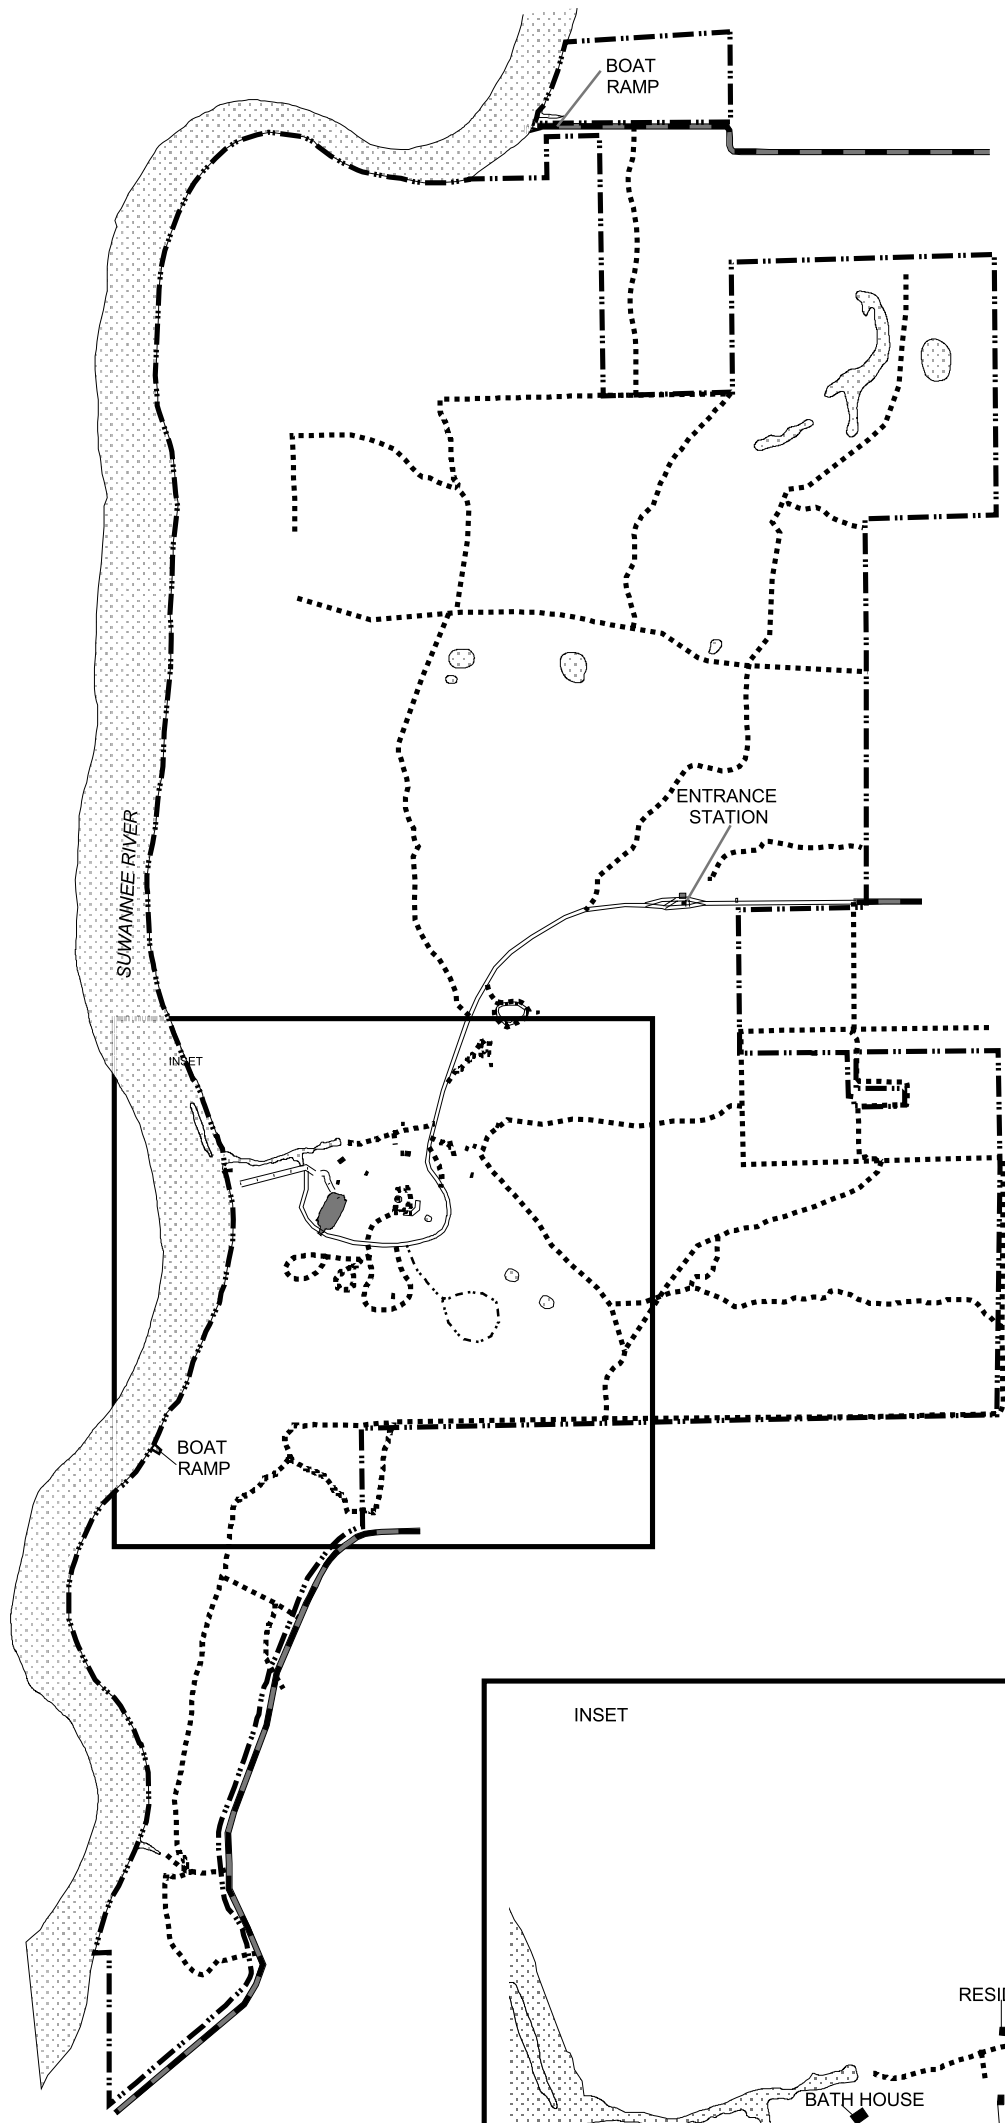 BOAT
RAMP
ENTRANCE
STATION
SUWANNEE RIVER
INSET
BOAT
RAMP
INSET
BATH HOUSE